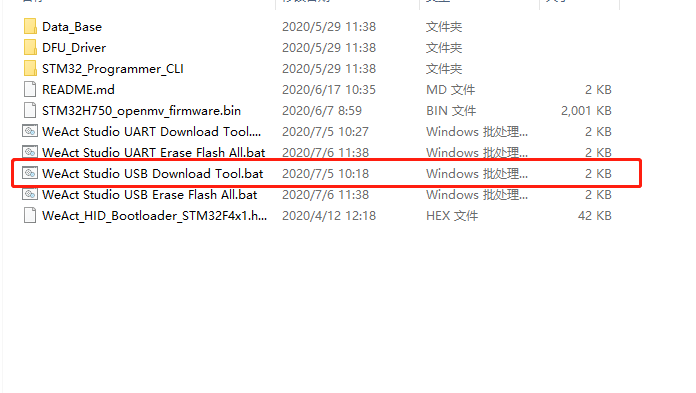 Data_Base 2020/5/29 11:38 文件夹
DFU_Driver 2020/5/29 11:38 文件夹
STM32_Programmer_CLI 2020/5/29 11:38 文件夹
README.md 2020/6/17 10:35 MD 文件 2 KB
STM32H750_openmv_firmware.bin 2020/6/7 8:59 BIN 文件 2,001 KB
WeAct Studio UART Download Tool.... 2020/7/5 10:27 Windows 批处理... 2 KB
WeAct Studio UART Erase Flash All.bat 2020/7/6 11:38 Windows 批处理... 2 KB
WeAct Studio USB Download Tool.bat 2020/7/5 10:18 Windows 批处理... 2 KB
WeAct Studio USB Erase Flash All.bat 2020/7/6 11:38 Windows 批处理... 2 KB
WeAct_HID_Bootloader_STM32F4x1.h... 2020/4/12 12:18 HEX 文件 42 KB